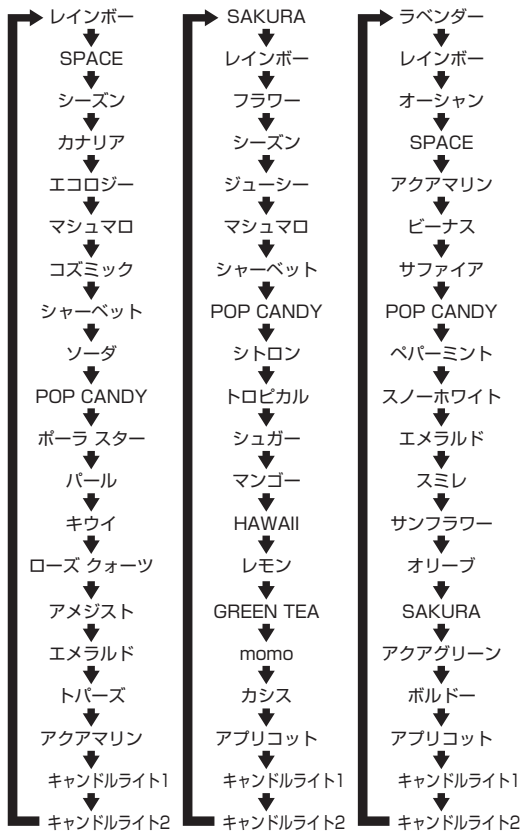 レインボー
SPACE
シーズン
カナリア
エコロジー
マシュマロ
コズミック
シャーベット
ソーダ
POP CANDY
ポーラ スター
パール
キウイ
ローズ クォーツ
アメジスト
エメラルド
トパーズ
アクアマリン
キャンドルライト1
キャンドルライト2
SAKURA
レインボー
フラワー
シーズン
ジューシー
マシュマロ
シャーベット
POP CANDY
シトロン
トロピカル
シュガー
マンゴー
HAWAII
レモン
GREEN TEA
momo
カシス
アプリコット
キャンドルライト1
キャンドルライト2
ラベンダー
レインボー
オーシャン
SPACE
アクアマリン
ビーナス
サファイア
POP CANDY
ペパーミント
スノーホワイト
エメラルド
スミレ
サンフラワー
オリーブ
SAKURA
アクアグリーン
ボルドー
アプリコット
キャンドルライト1
キャンドルライト2